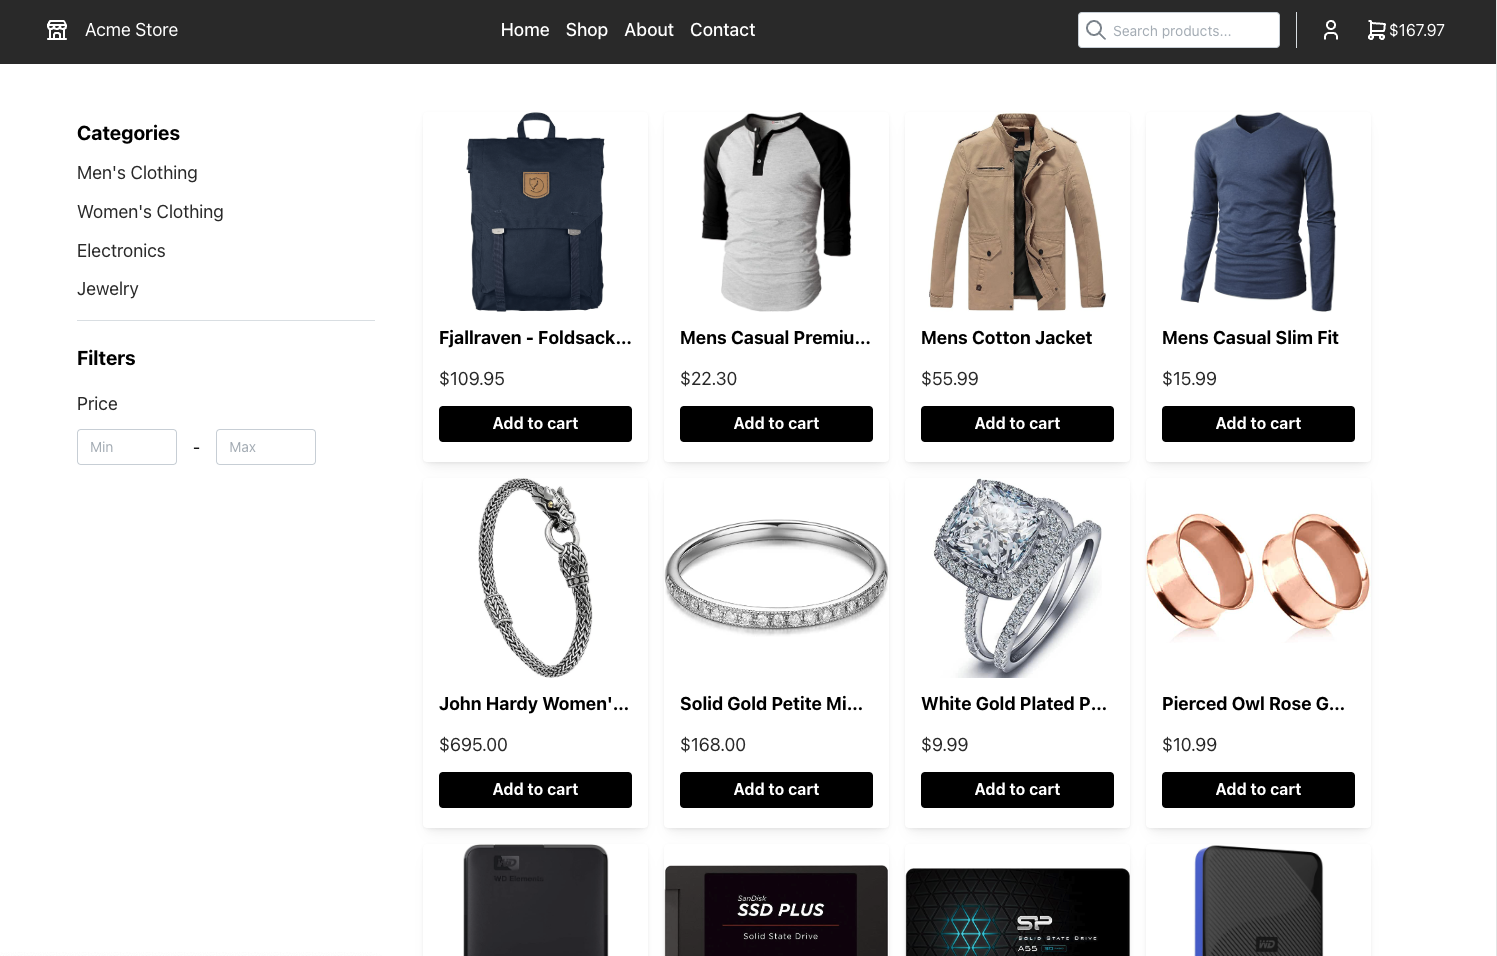 Acme Store
Home Shop About Contact
Search products...
$167.97
Categories
Men's Clothing
Women's Clothing
Electronics
Jewelry
Filters
Price
Min - Max
Fjallraven - Foldsack...
$109.95
Add to cart
Mens Casual Premiu...
$22.30
Add to cart
Mens Cotton Jacket
$55.99
Add to cart
Mens Casual Slim Fit
$15.99
Add to cart
John Hardy Women'...
$695.00
Add to cart
Solid Gold Petite Mi...
$168.00
Add to cart
White Gold Plated P...
$9.99
Add to cart
Pierced Owl Rose G...
$10.99
Add to cart
WD
WD Elements
SanDisk
SSD PLUS
Solid State Drive
SP
SOLID STATE DRIVE
A55
WD